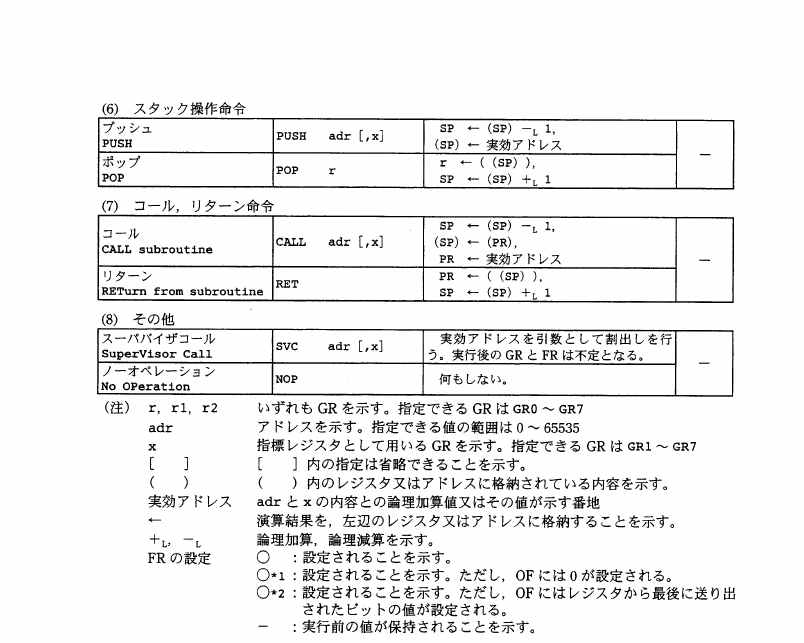 (6) スタック操作命令
プッシュ
PUSH
PUSH adr [,x]
SP ← (SP) −L 1,
(SP) ← 実効アドレス
―
ポップ
POP
POP r
r ← ( (SP) ),
SP ← (SP) +L 1
(7) コール，リターン命令
コール
CALL subroutine
CALL adr [,x]
SP ← (SP) −L 1,
(SP) ← (PR),
PR ← 実効アドレス
―
リターン
RETurn from subroutine
RET
PR ← ( (SP) ),
SP ← (SP) +L 1
(8) その他
スーパバイザコール
SuperVisor Call
SVC adr [,x]
実効アドレスを引数として割出しを行
う。実行後の GR と FR は不定となる。
―
ノーオペレーション
No OPeration
NOP
何もしない。
（注） r, r1, r2 いずれも GR を示す。指定できる GR は GR0 ～ GR7
adr アドレスを示す。指定できる値の範囲は 0 ～ 65535
x 指標レジスタとして用いる GR を示す。指定できる GR は GR1 ～ GR7
[ ] [ ] 内の指定は省略できることを示す。
( ) ( ) 内のレジスタ又はアドレスに格納されている内容を示す。
実効アドレス adr と x の内容との論理加算値又はその値が示す番地
← 演算結果を，左辺のレジスタ又はアドレスに格納することを示す。
+L, −L 論理加算，論理減算を示す。
FR の設定 ○ ：設定されることを示す。
○*1：設定されることを示す。ただし，OF には 0 が設定される。
○*2：設定されることを示す。ただし，OF にはレジスタから最後に送り出
されたビットの値が設定される。
― ：実行前の値が保持されることを示す。